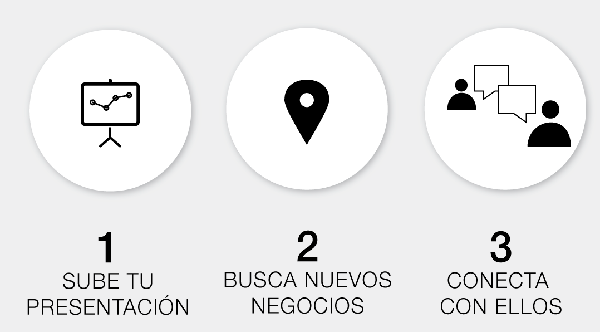 1
SUBE TU
PRESENTACIÓN
2
BUSCA NUEVOS
NEGOCIOS
3
CONECTA
CON ELLOS